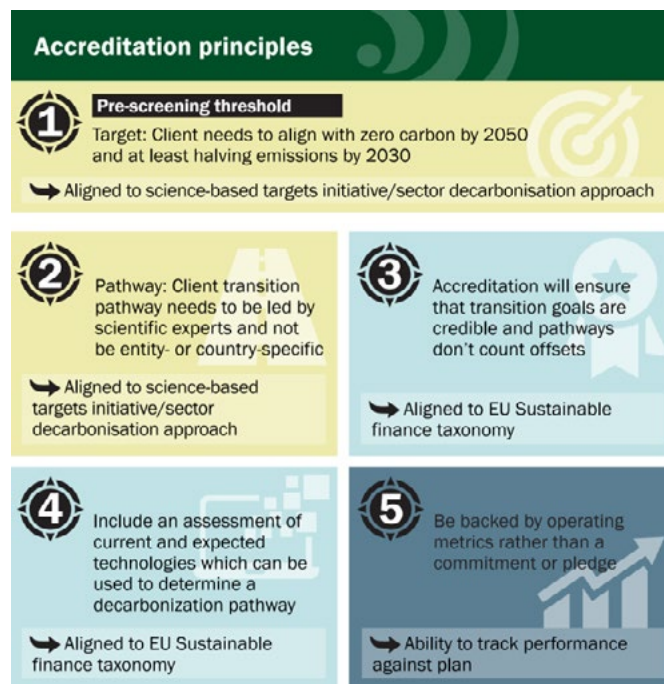 Accreditation principles
1
Pre-screening threshold
Target: Client needs to align with zero carbon by 2050
and at least halving emissions by 2030
Aligned to science-based targets initiative/sector decarbonisation approach
2
Pathway: Client transition
pathway needs to be led by
scientific experts and not
be entity- or country-specific
Aligned to science-based
targets initiative/sector
decarbonisation approach
3
Accreditation will ensure
that transition goals are
credible and pathways
don't count offsets
Aligned to EU Sustainable
finance taxonomy
4
Include an assessment of
current and expected
technologies which can be
used to determine a
decarbonization pathway
Aligned to EU Sustainable
finance taxonomy
5
Be backed by operating
metrics rather than a
commitment or pledge
Ability to track performance
against plan